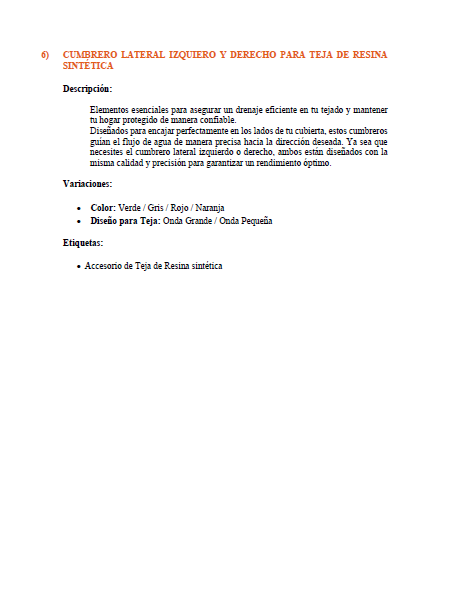 6) CUMBRERO LATERAL IZQUIERO Y DERECHO PARA TEJA DE RESINA
SINTÉTICA
Descripción:
Elementos esenciales para asegurar un drenaje eficiente en tu tejado y mantener
tu hogar protegido de manera confiable.
Diseñados para encajar perfectamente en los lados de tu cubierta, estos cumbreros
guían el flujo de agua de manera precisa hacia la dirección deseada. Ya sea que
necesites el cumbrero lateral izquierdo o derecho, ambos están diseñados con la
misma calidad y precisión para garantizar un rendimiento óptimo.
Variaciones:
• Color: Verde / Gris / Rojo / Naranja
• Diseño para Teja: Onda Grande / Onda Pequeña
Etiquetas:
• Accesorio de Teja de Resina sintética